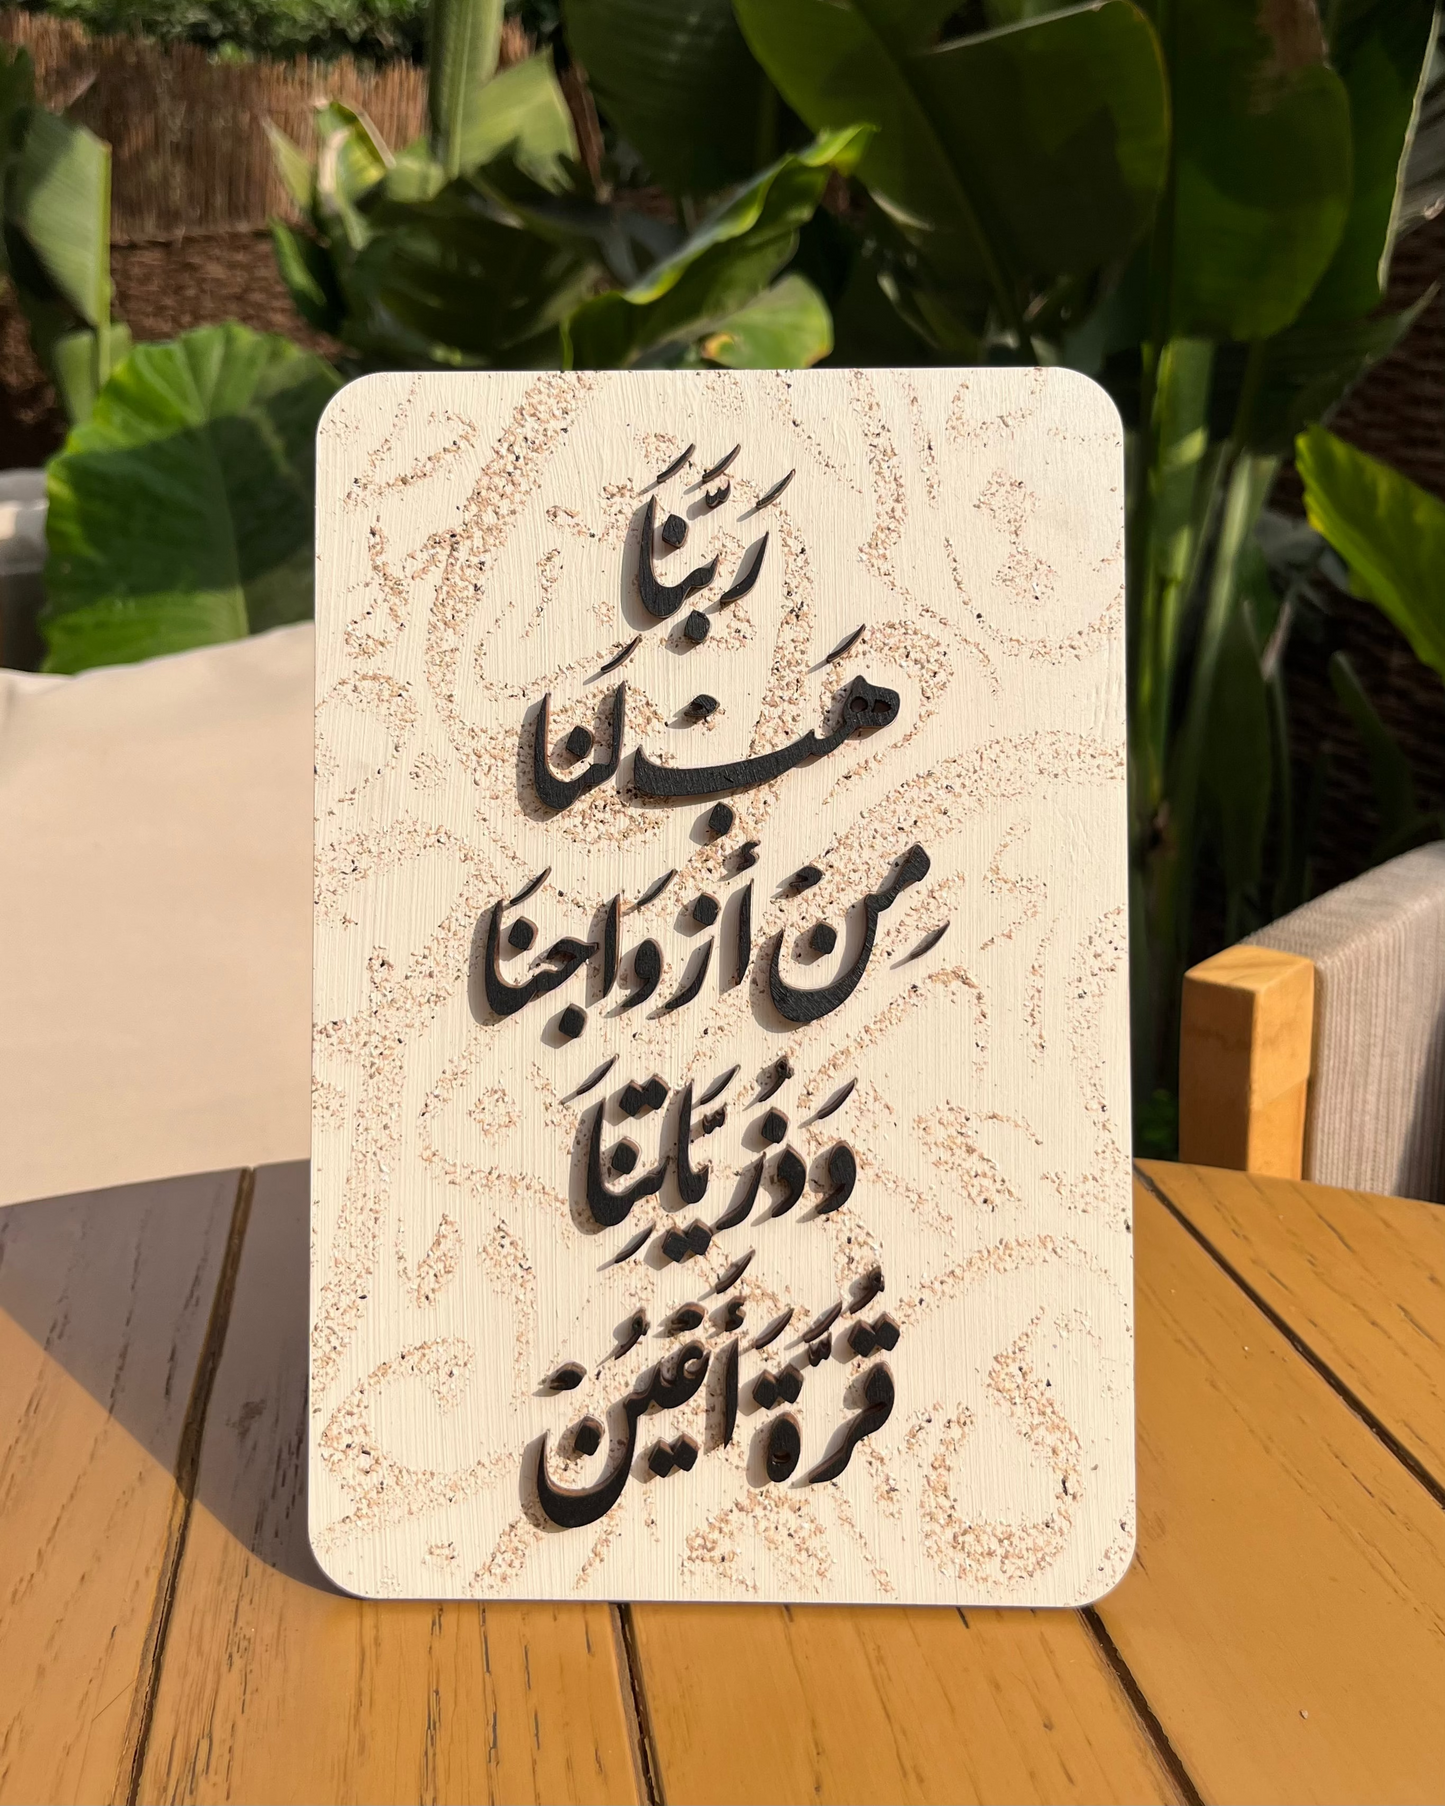 رَبَّنَا
هَبْ لَنَا
مِنْ أَزْوَاجِنَا
وَذُرِّيَّاتِنَا
قُرَّةَ أَعْيُنٍ